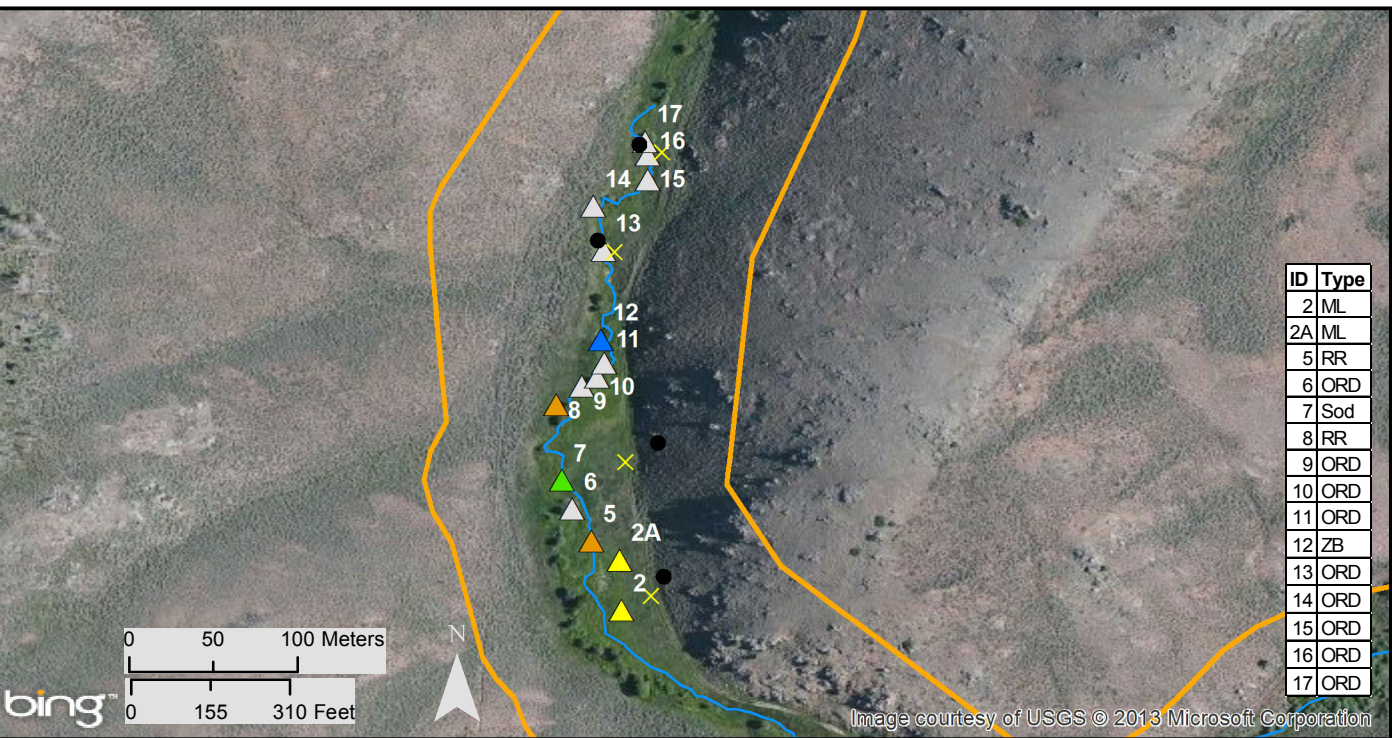 17
16
14 15
13
12
11
10
9
8
7
6
5
2A
2
ID Type
2 ML
2A ML
5 RR
6 ORD
7 Sod
8 RR
9 ORD
10 ORD
11 ORD
12 ZB
13 ORD
14 ORD
15 ORD
16 ORD
17 ORD
0 50 100 Meters
0 155 310 Feet
N
bing™
Image courtesy of USGS © 2013 Microsoft Corporation